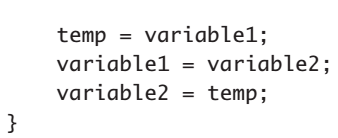 temp = variable1;
variable1 = variable2;
variable2 = temp;
}